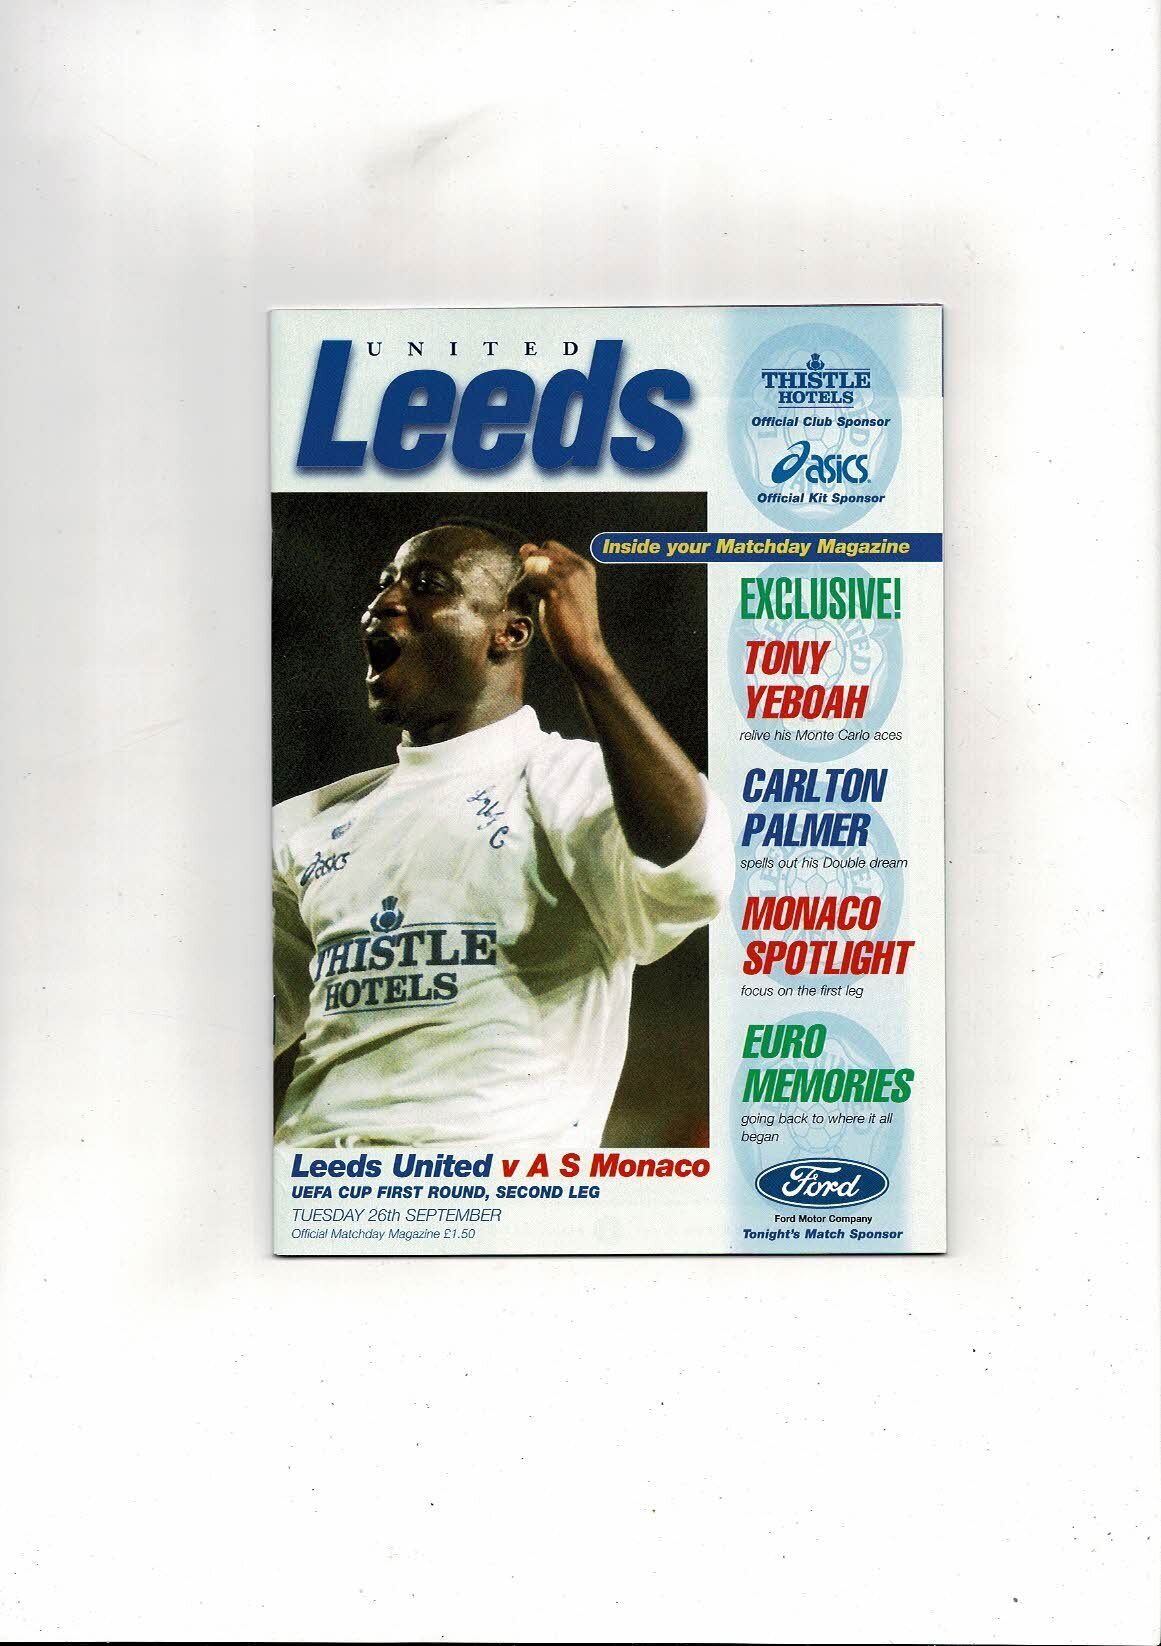 UNITED
Leeds
THISTLE
HOTELS
Official Club Sponsor
asics
Official Kit Sponsor
Inside your Matchday Magazine
EXCLUSIVE!
TONY
YEBOAH
relive his Monte Carlo aces
CARLTON
PALMER
spells out his Double dream
MONACO
SPOTLIGHT
focus on the first leg
EURO
MEMORIES
going back to where it all
began
Ford
Ford Motor Company
Tonight's Match Sponsor
LUFC
asics
THISTLE
HOTELS
Leeds United v A S Monaco
UEFA CUP FIRST ROUND, SECOND LEG
TUESDAY 26th SEPTEMBER
Official Matchday Magazine £1.50